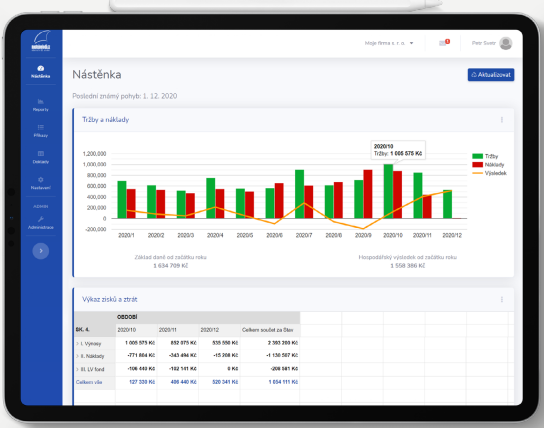 Moje firma s. r. o.
Petr Suatr
Nástěnka
Nástěnka
Aktualizovat
Poslední známý pohyb: 1. 12. 2020
Reporty
Příkazy
Doklady
Nastavení
ADMIN
Administrace
Tržby a náklady
2020/10
Tržby: 1 005 575 Kč
1,200,000
1,000,000
800,000
600,000
400,000
200,000
0
-200,000
Tržby
Náklady
Výsledek
2020/1 2020/2 2020/3 2020/4 2020/5 2020/6 2020/7 2020/8 2020/9 2020/10 2020/11 2020/12
Základ daně od začátku roku
1 634 709 Kč
Hospodářský výsledek od začátku roku
1 558 386 Kč
Výkaz zisků a ztrát
OBDOBÍ
SK. 4. 2020/10 2020/11 2020/12 Celkem součet za Stav
I. Výnosy 1 005 575 Kč 852 075 Kč 535 550 Kč 2 393 200 Kč
II. Náklady -771 804 Kč -343 494 Kč -15 208 Kč -1 130 507 Kč
III. LV fond -106 440 Kč -102 141 Kč 0 Kč -208 581 Kč
Celkem vše 127 330 Kč 406 440 Kč 520 341 Kč 1 054 111 Kč